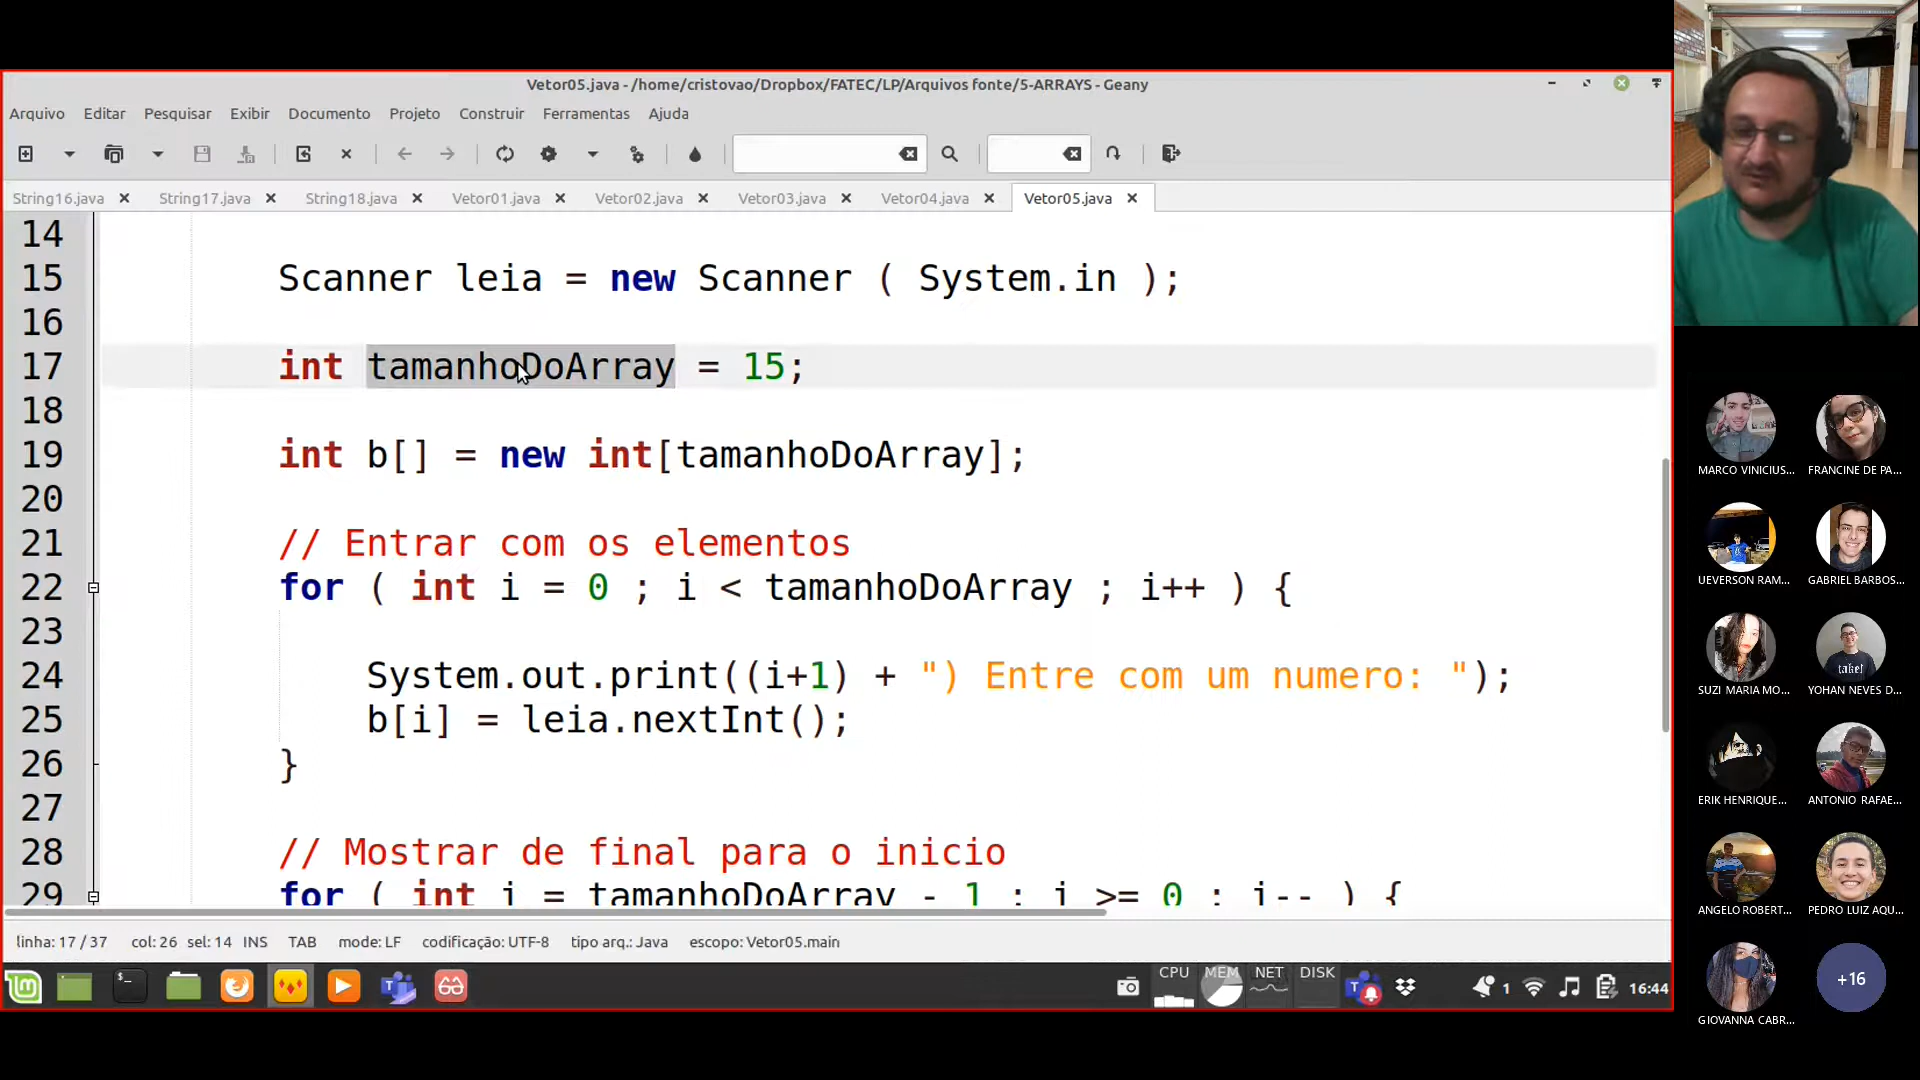 Vetor05.java - /home/cristovao/Dropbox/FATEC/LP/Arquivos fonte/5-ARRAYS - Geany
Arquivo Editar Pesquisar Exibir Documento Projeto Construir Ferramentas Ajuda
String16.java String17.java String18.java Vetor01.java Vetor02.java Vetor03.java Vetor04.java Vetor05.java
14
15 Scanner leia = new Scanner ( System.in );
16
17 int tamanhoDoArray = 15;
18
19 int b[] = new int[tamanhoDoArray];
20
21 // Entrar com os elementos
22 for ( int i = 0 ; i < tamanhoDoArray ; i++ ) {
23
24 System.out.print((i+1) + ") Entre com um numero: ");
25 b[i] = leia.nextInt();
26 }
27
28 // Mostrar de final para o inicio
29 for ( int i = tamanhoDoArray - 1 ; i >= 0 ; i-- ) {
linha: 17 / 37 col: 26 sel: 14 INS TAB mode: LF codificação: UTF-8 tipo arq.: Java escopo: Vetor05.main
CPU MEM NET DISK 1 16:44
MARCO VINICIUS... FRANCINE DE PA...
UEVERSON RAM... GABRIEL BARBOS...
takei
SUZI MARIA MO... YOHAN NEVES D...
ERIK HENRIQUE... ANTONIO RAFAE...
ANGELO ROBERT... PEDRO LUIZ AQU...
+16
GIOVANNA CABR...